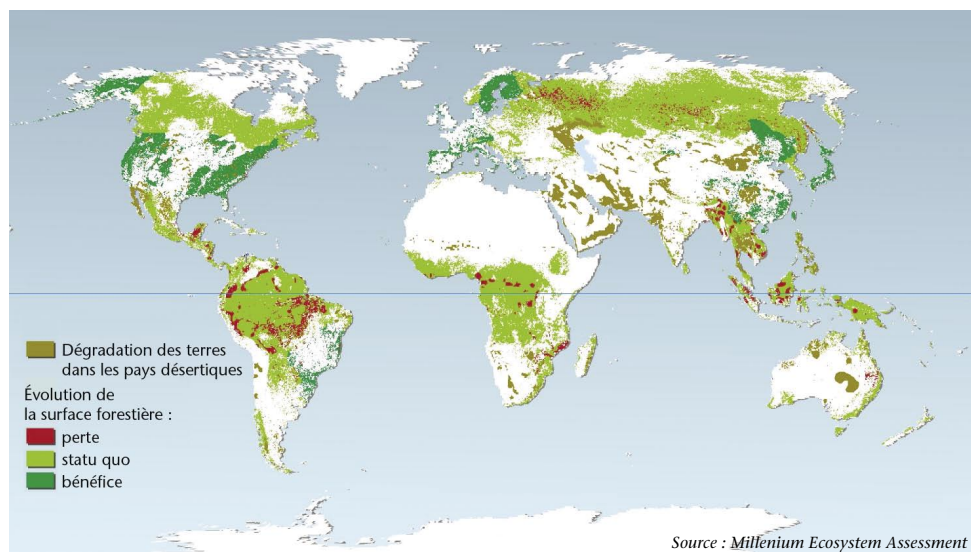 Dégradation des terres
dans les pays désertiques
Évolution de
la surface forestière :
perte
statu quo
bénéfice
Source : Millenium Ecosystem Assessment